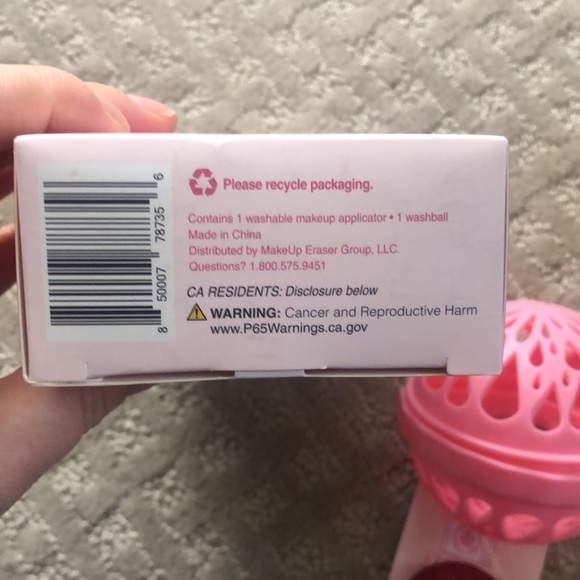 Please recycle packaging.
Contains 1 washable makeup applicator • 1 washball
Made in China
Distributed by MakeUp Eraser Group, LLC.
Questions? 1.800.575.9451
CA RESIDENTS: Disclosure below
WARNING: Cancer and Reproductive Harm
www.P65Warnings.ca.gov
8 50007 78735 6